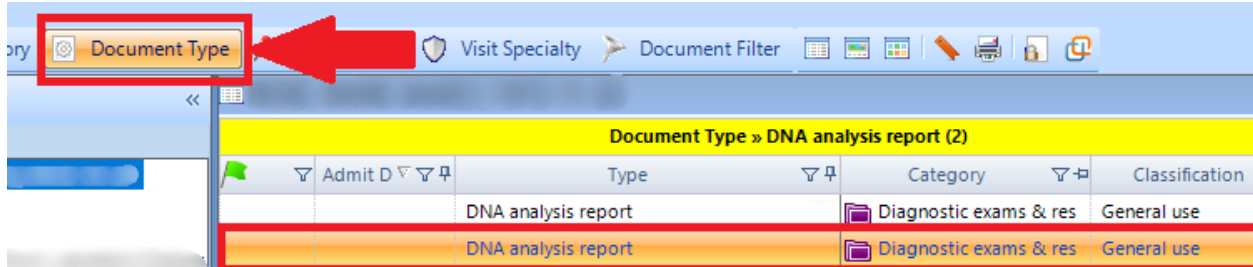 ory Document Type Visit Specialty Document Filter
«
Document Type » DNA analysis report (2)
Admit D Type Category Classification
DNA analysis report Diagnostic exams & res General use
DNA analysis report Diagnostic exams & res General use